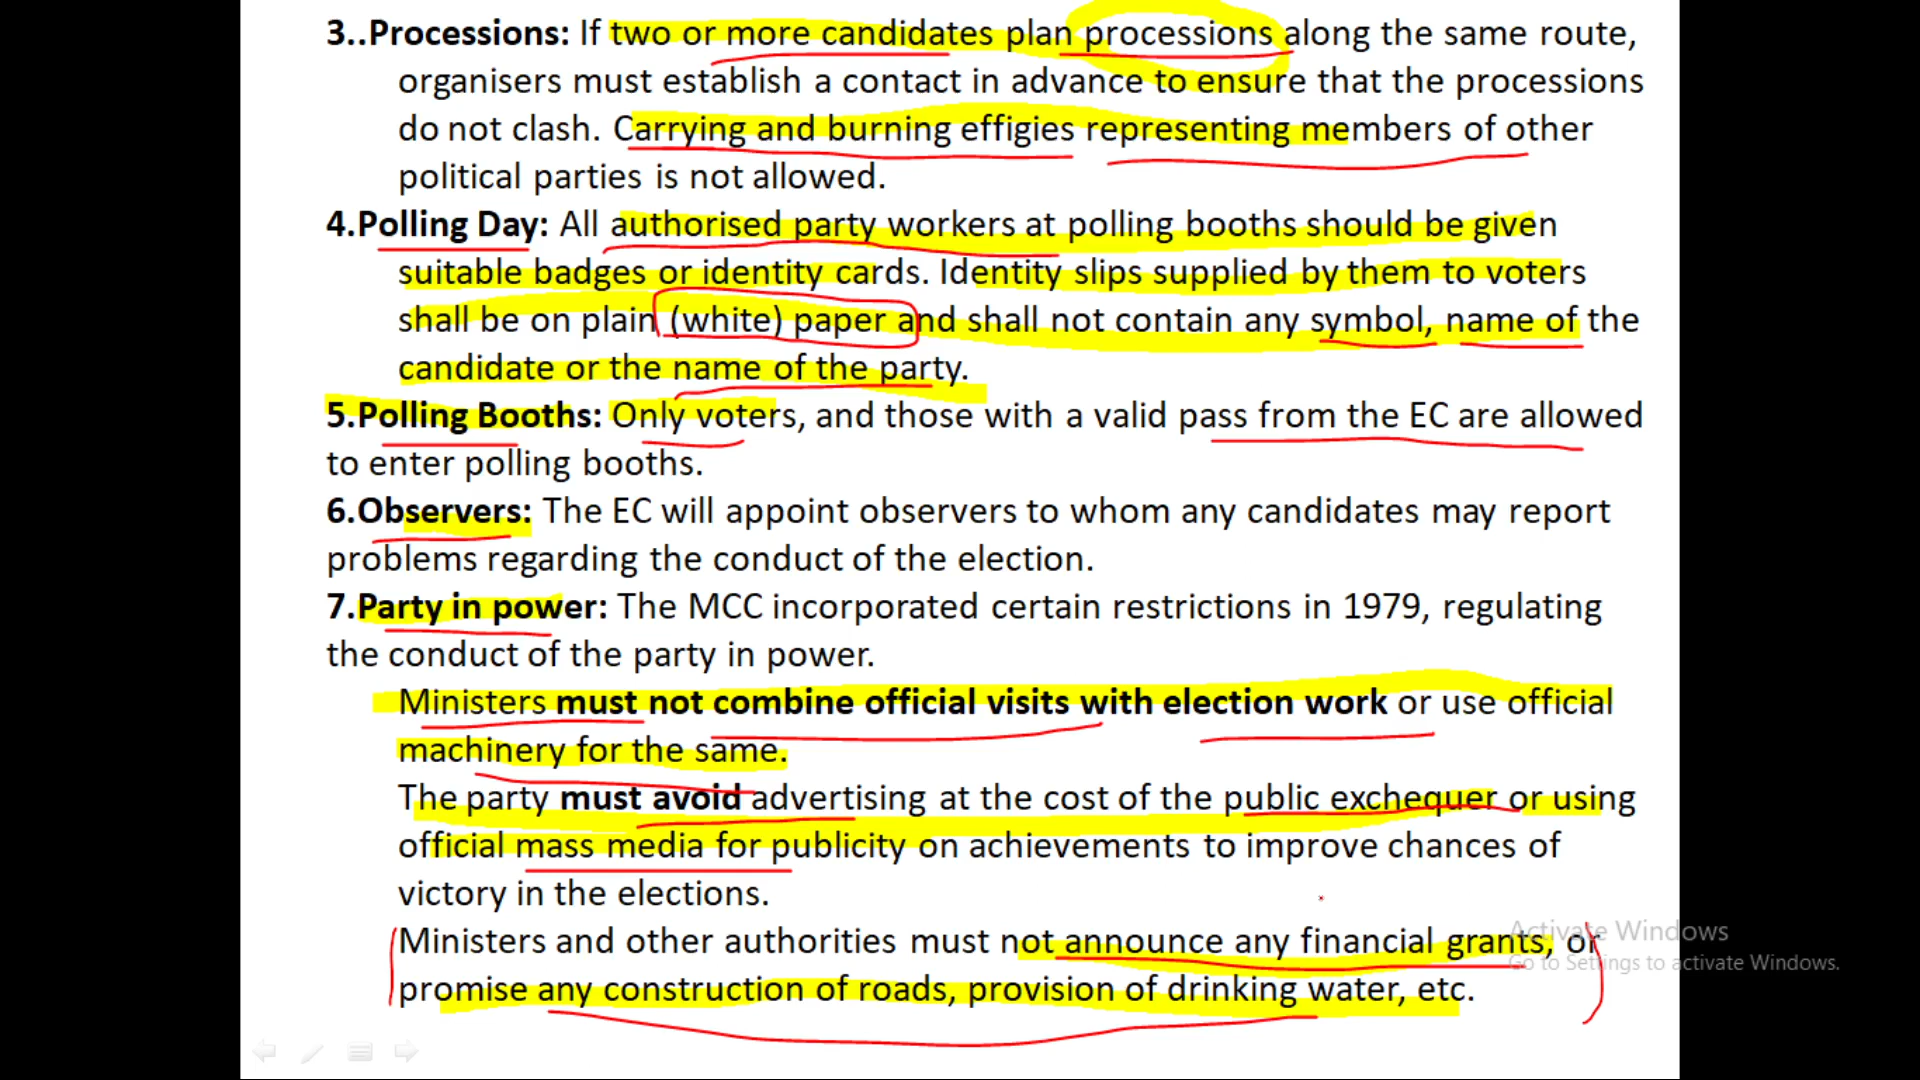 3..Processions: If two or more candidates plan processions along the same route,
organisers must establish a contact in advance to ensure that the processions
do not clash. Carrying and burning effigies representing members of other
political parties is not allowed.
4.Polling Day: All authorised party workers at polling booths should be given
suitable badges or identity cards. Identity slips supplied by them to voters
shall be on plain (white) paper and shall not contain any symbol, name of the
candidate or the name of the party.
5.Polling Booths: Only voters, and those with a valid pass from the EC are allowed
to enter polling booths.
6.Observers: The EC will appoint observers to whom any candidates may report
problems regarding the conduct of the election.
7.Party in power: The MCC incorporated certain restrictions in 1979, regulating
the conduct of the party in power.
Ministers must not combine official visits with election work or use official
machinery for the same.
The party must avoid advertising at the cost of the public exchequer or using
official mass media for publicity on achievements to improve chances of
victory in the elections.
Ministers and other authorities must not announce any financial grants, or
promise any construction of roads, provision of drinking water, etc.
Activate Windows
Go to Settings to activate Windows.